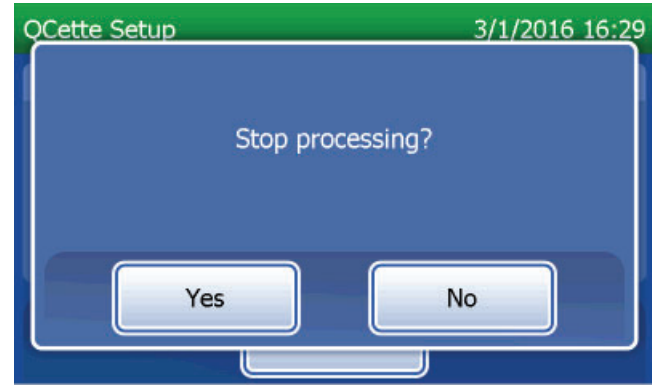 QCette Setup 3/1/2016 16:29
Stop processing?
Yes No